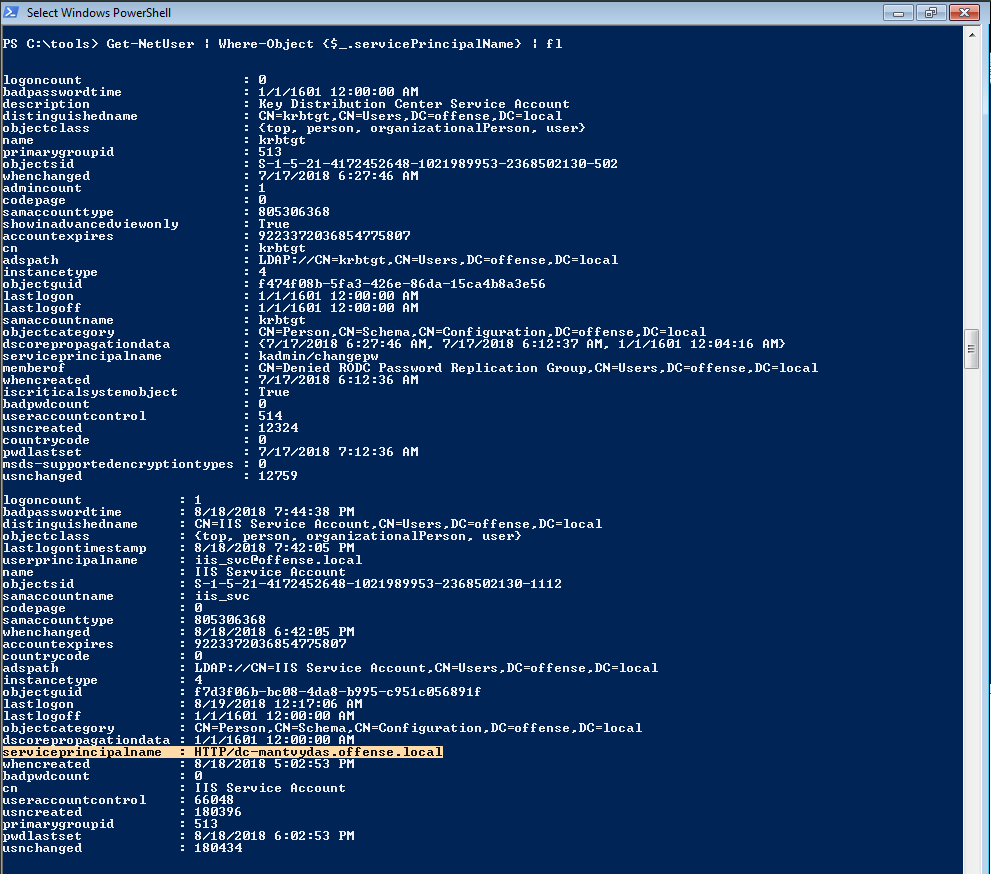 Select Windows PowerShell
PS C:\tools> Get-NetUser | Where-Object {$_.servicePrincipalName} | fl
logoncount : 0
badpasswordtime : 1/1/1601 12:00:00 AM
description : Key Distribution Center Service Account
distinguishedname : CN=krbtgt,CN=Users,DC=offense,DC=local
objectclass : {top, person, organizationalPerson, user}
name : krbtgt
primarygroupid : 513
objectsid : S-1-5-21-4172452648-1021989953-2368502130-502
whenchanged : 7/17/2018 6:27:46 AM
admincount : 1
codepage : 0
samaccounttype : 805306368
showinadvancedviewonly : True
accountexpires : 9223372036854775807
cn : krbtgt
adspath : LDAP://CN=krbtgt,CN=Users,DC=offense,DC=local
instancetype : 4
objectguid : f474f08b-5fa3-426e-86da-15ca4b8a3e56
lastlogon : 1/1/1601 12:00:00 AM
lastlogoff : 1/1/1601 12:00:00 AM
samaccountname : krbtgt
objectcategory : CN=Person,CN=Schema,CN=Configuration,DC=offense,DC=local
dscorepropagationdata : {7/17/2018 6:27:46 AM, 7/17/2018 6:12:37 AM, 1/1/1601 12:04:16 AM}
serviceprincipalname : kadmin/changepw
memberof : CN=Denied RODC Password Replication Group,CN=Users,DC=offense,DC=local
whencreated : 7/17/2018 6:12:36 AM
iscriticalsystemobject : True
badpwdcount : 0
useraccountcontrol : 514
usncreated : 12324
countrycode : 0
pwdlastset : 7/17/2018 7:12:36 AM
msds-supportedencryptiontypes : 0
usnchanged : 12759
logoncount : 1
badpasswordtime : 8/18/2018 7:44:38 PM
distinguishedname : CN=IIS Service Account,CN=Users,DC=offense,DC=local
objectclass : {top, person, organizationalPerson, user}
lastlogontimestamp : 8/18/2018 7:42:05 PM
userprincipalname : iis_svc@offense.local
name : IIS Service Account
objectsid : S-1-5-21-4172452648-1021989953-2368502130-1112
samaccountname : iis_svc
codepage : 0
samaccounttype : 805306368
whenchanged : 8/18/2018 6:42:05 PM
accountexpires : 9223372036854775807
countrycode : 0
adspath : LDAP://CN=IIS Service Account,CN=Users,DC=offense,DC=local
instancetype : 4
objectguid : f7d3f06b-bc08-4da8-b995-c951c056891f
lastlogon : 8/19/2018 12:17:06 AM
lastlogoff : 1/1/1601 12:00:00 AM
objectcategory : CN=Person,CN=Schema,CN=Configuration,DC=offense,DC=local
dscorepropagationdata : 1/1/1601 12:00:00 AM
serviceprincipalname : HTTP/dc-mantvydas.offense.local
whencreated : 8/18/2018 5:02:53 PM
badpwdcount : 0
cn : IIS Service Account
useraccountcontrol : 66048
usncreated : 180396
primarygroupid : 513
pwdlastset : 8/18/2018 6:02:53 PM
usnchanged : 180434